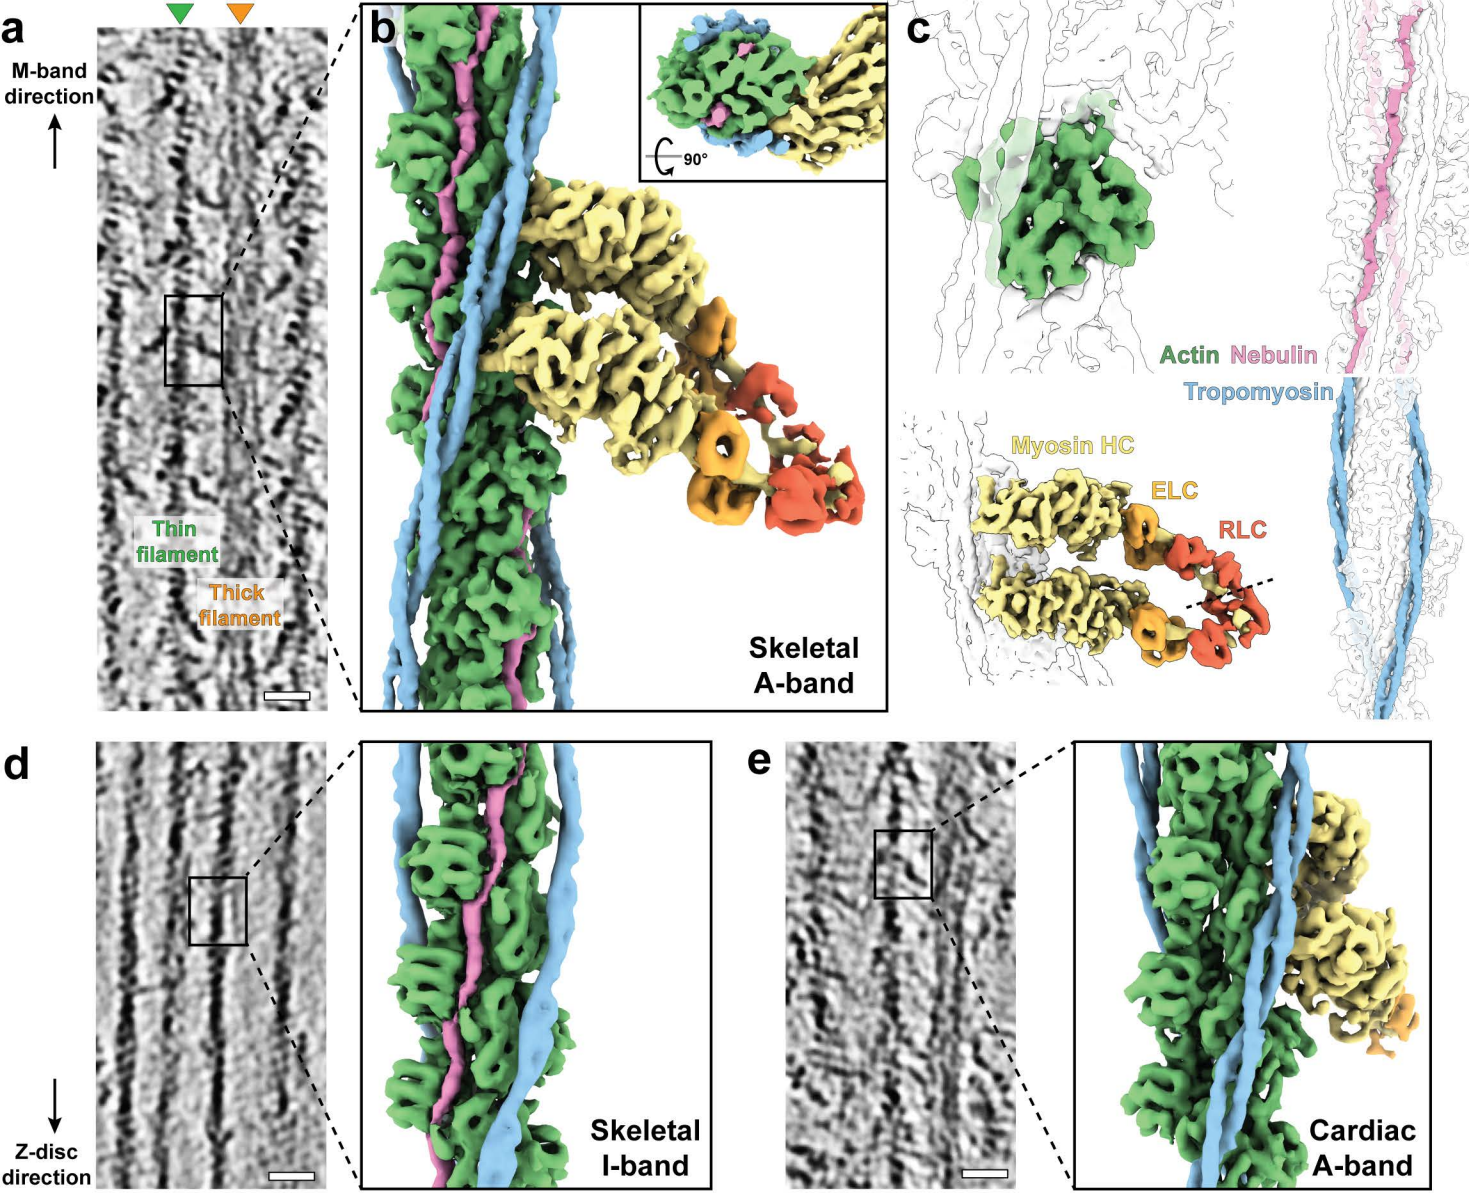 a
M-band
direction
Thin
filament
Thick
filament
b
90°
Skeletal
A-band
c
Actin Nebulin
Tropomyosin
Myosin HC
ELC
RLC
d
Z-disc
direction
Skeletal
I-band
e
Cardiac
A-band